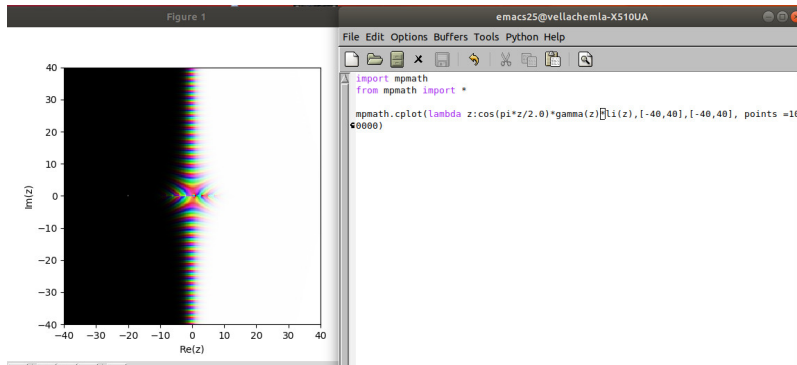 Figure 1
40
30
20
10
0
−10
−20
−30
−40
−40 −30 −20 −10 0 10 20 30 40
Im(z)
Re(z)
emacs25@vellachemla-X510UA
File Edit Options Buffers Tools Python Help
import mpmath
from mpmath import *
mpmath.cplot(lambda z:cos(pi*z/2.0)*gamma(z)*li(z),[-40,40],[-40,40], points =10
0000)